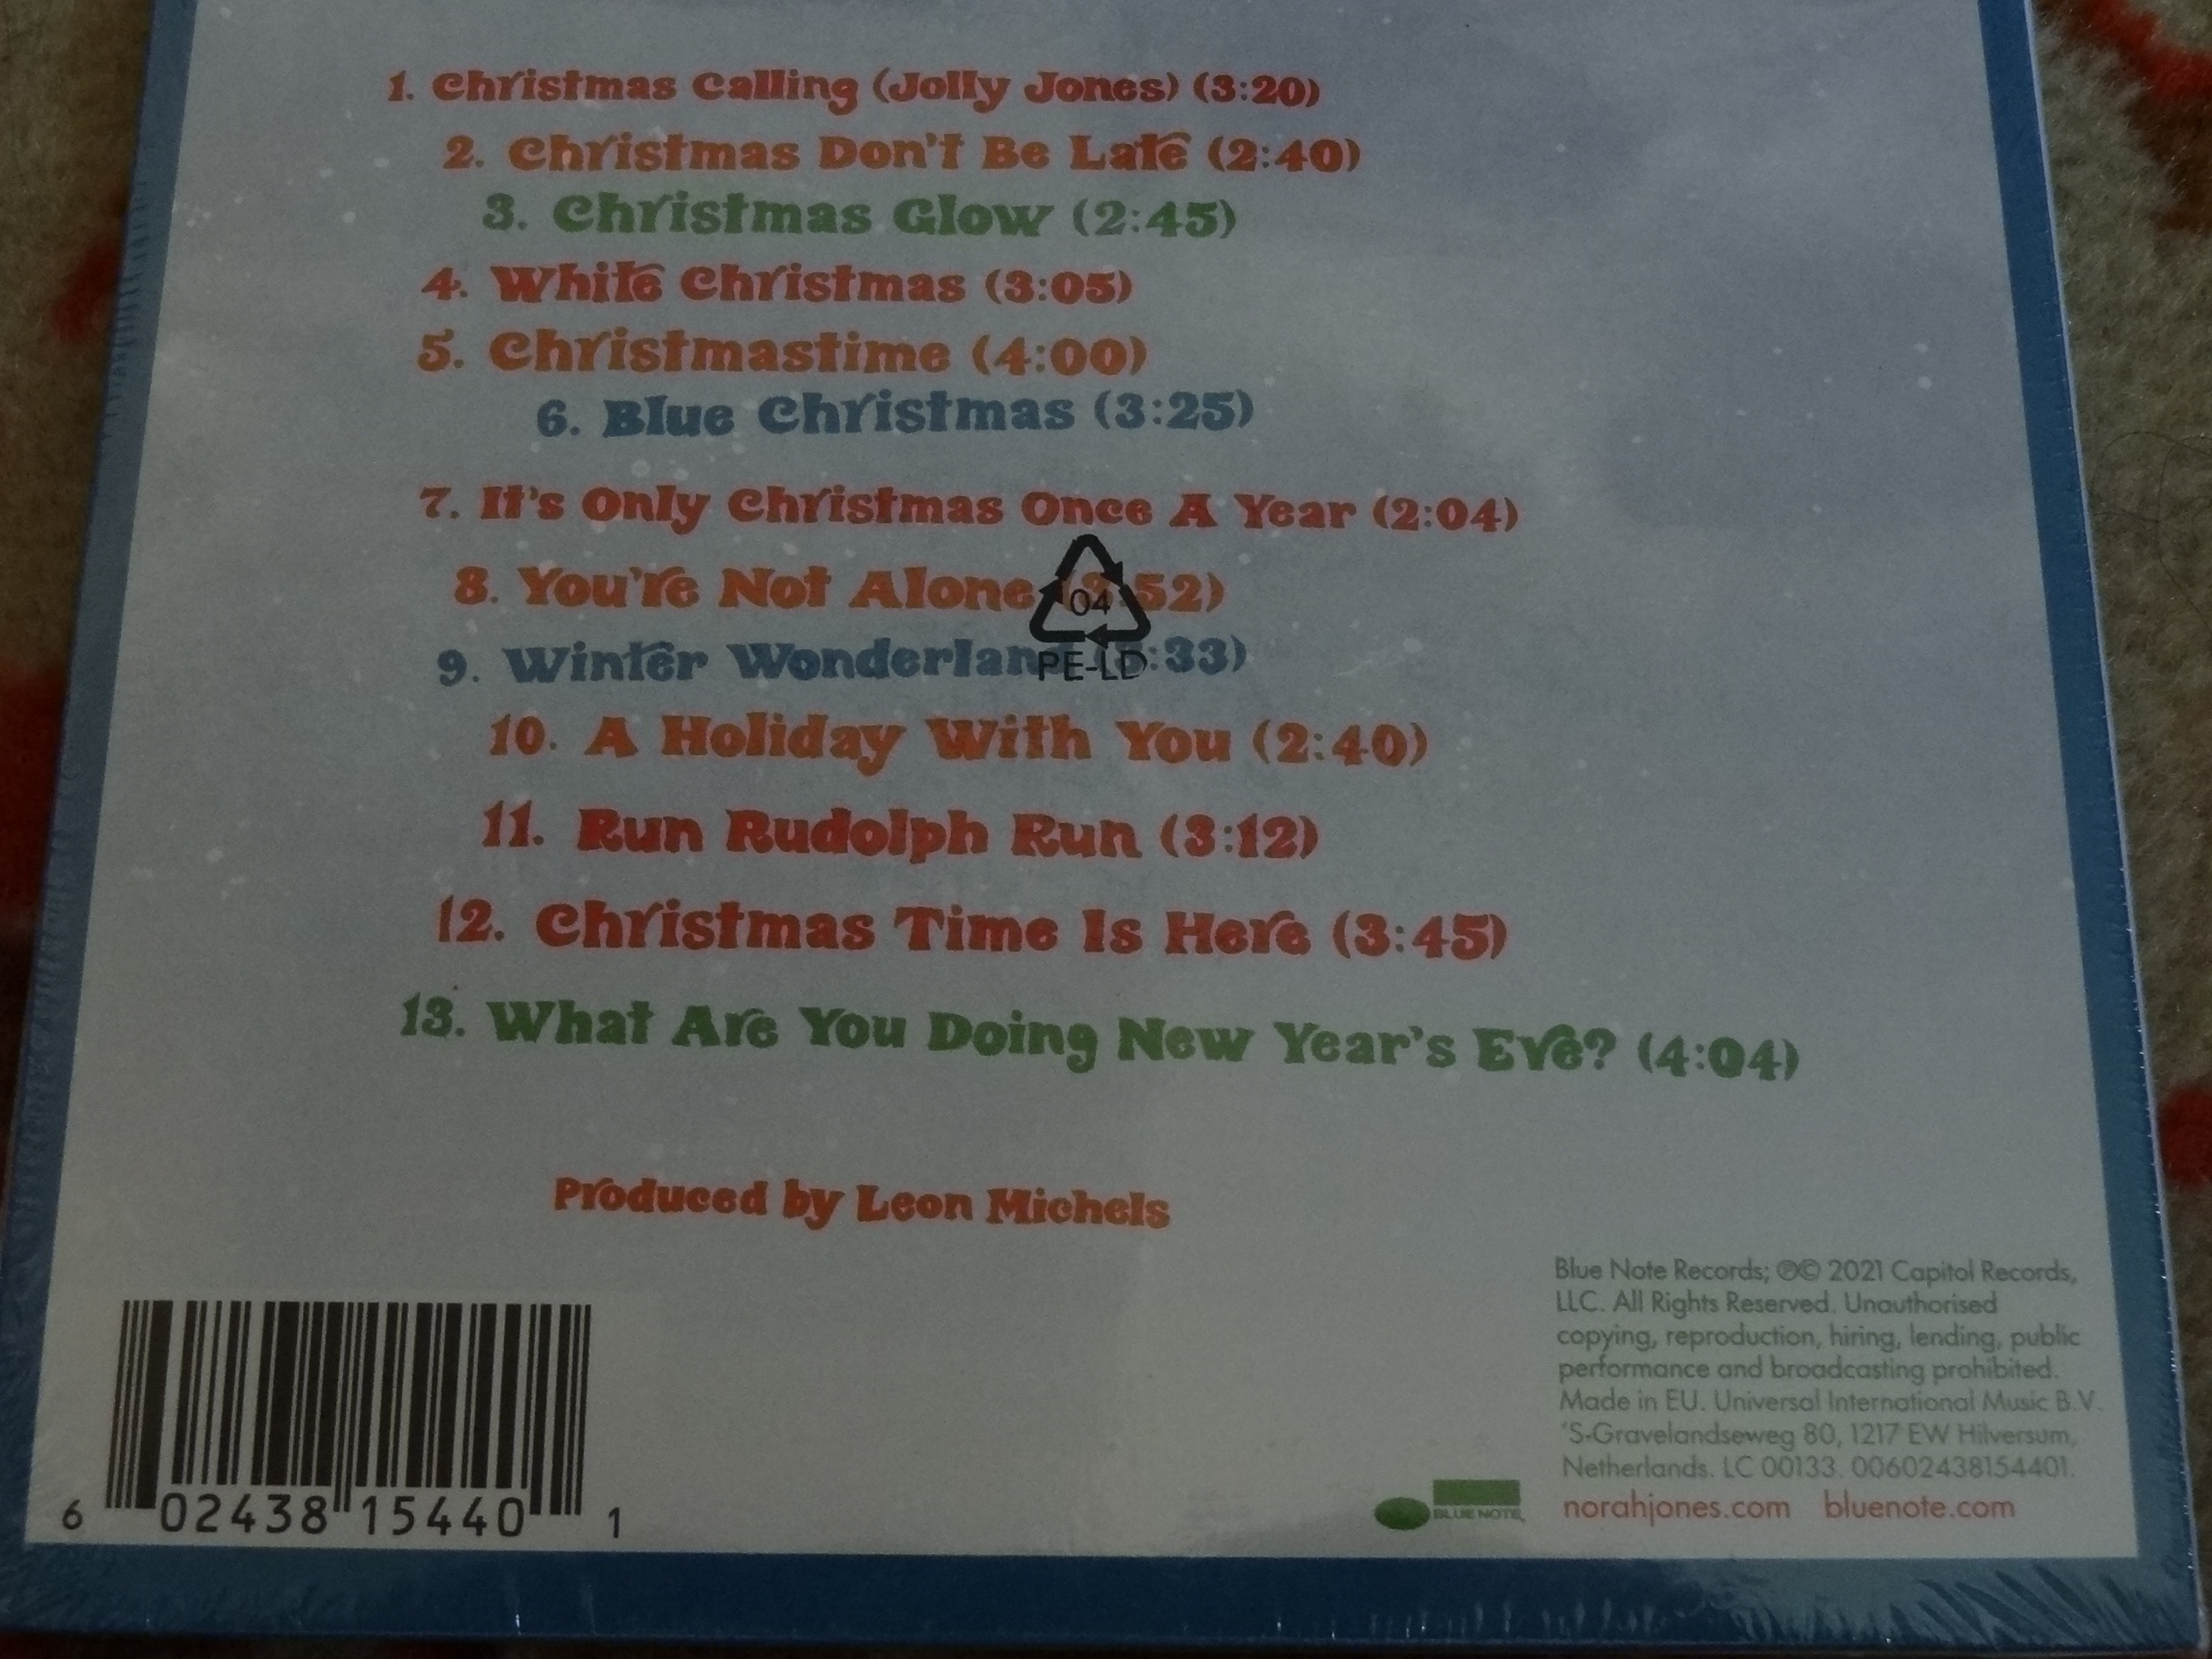 1. Christmas Calling (Jolly Jones) (3:20)
2. Christmas Don't Be Late (2:40)
3. Christmas Glow (2:45)
4. White Christmas (3:05)
5. Christmastime (4:00)
6. Blue Christmas (3:25)
7. It's Only Christmas Once A Year (2:04)
8. You're Not Alone
04
9. Winter Wonderland
PE-LD
10. A Holiday With You (2:40)
11. Run Rudolph Run (3:12)
12. Christmas Time Is Here (3:45)
13. What Are You Doing New Year's Eve? (4:04)
Produced by Leon Michels
Blue Note Records; ℗© 2021 Capitol Records,
LLC. All Rights Reserved. Unauthorised
copying, reproduction, hiring, lending, public
performance and broadcasting prohibited.
Made in EU. Universal International Music B.V.
'S-Gravelandseweg 80, 1217 EW Hilversum,
Netherlands. LC 00133. 00602438154401.
norahjones.com bluenote.com
BLUE NOTE
6 02438 15440 1